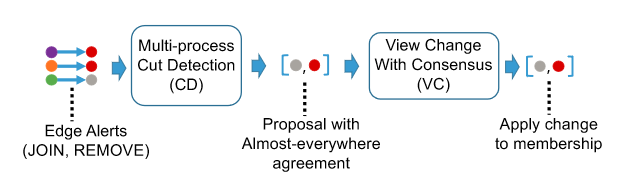 Multi-process
Cut Detection
(CD)
View Change
With Consensus
(VC)
[ , ]
[ , ]
Edge Alerts
(JOIN, REMOVE)
Proposal with
Almost-everywhere
agreement
Apply change
to membership